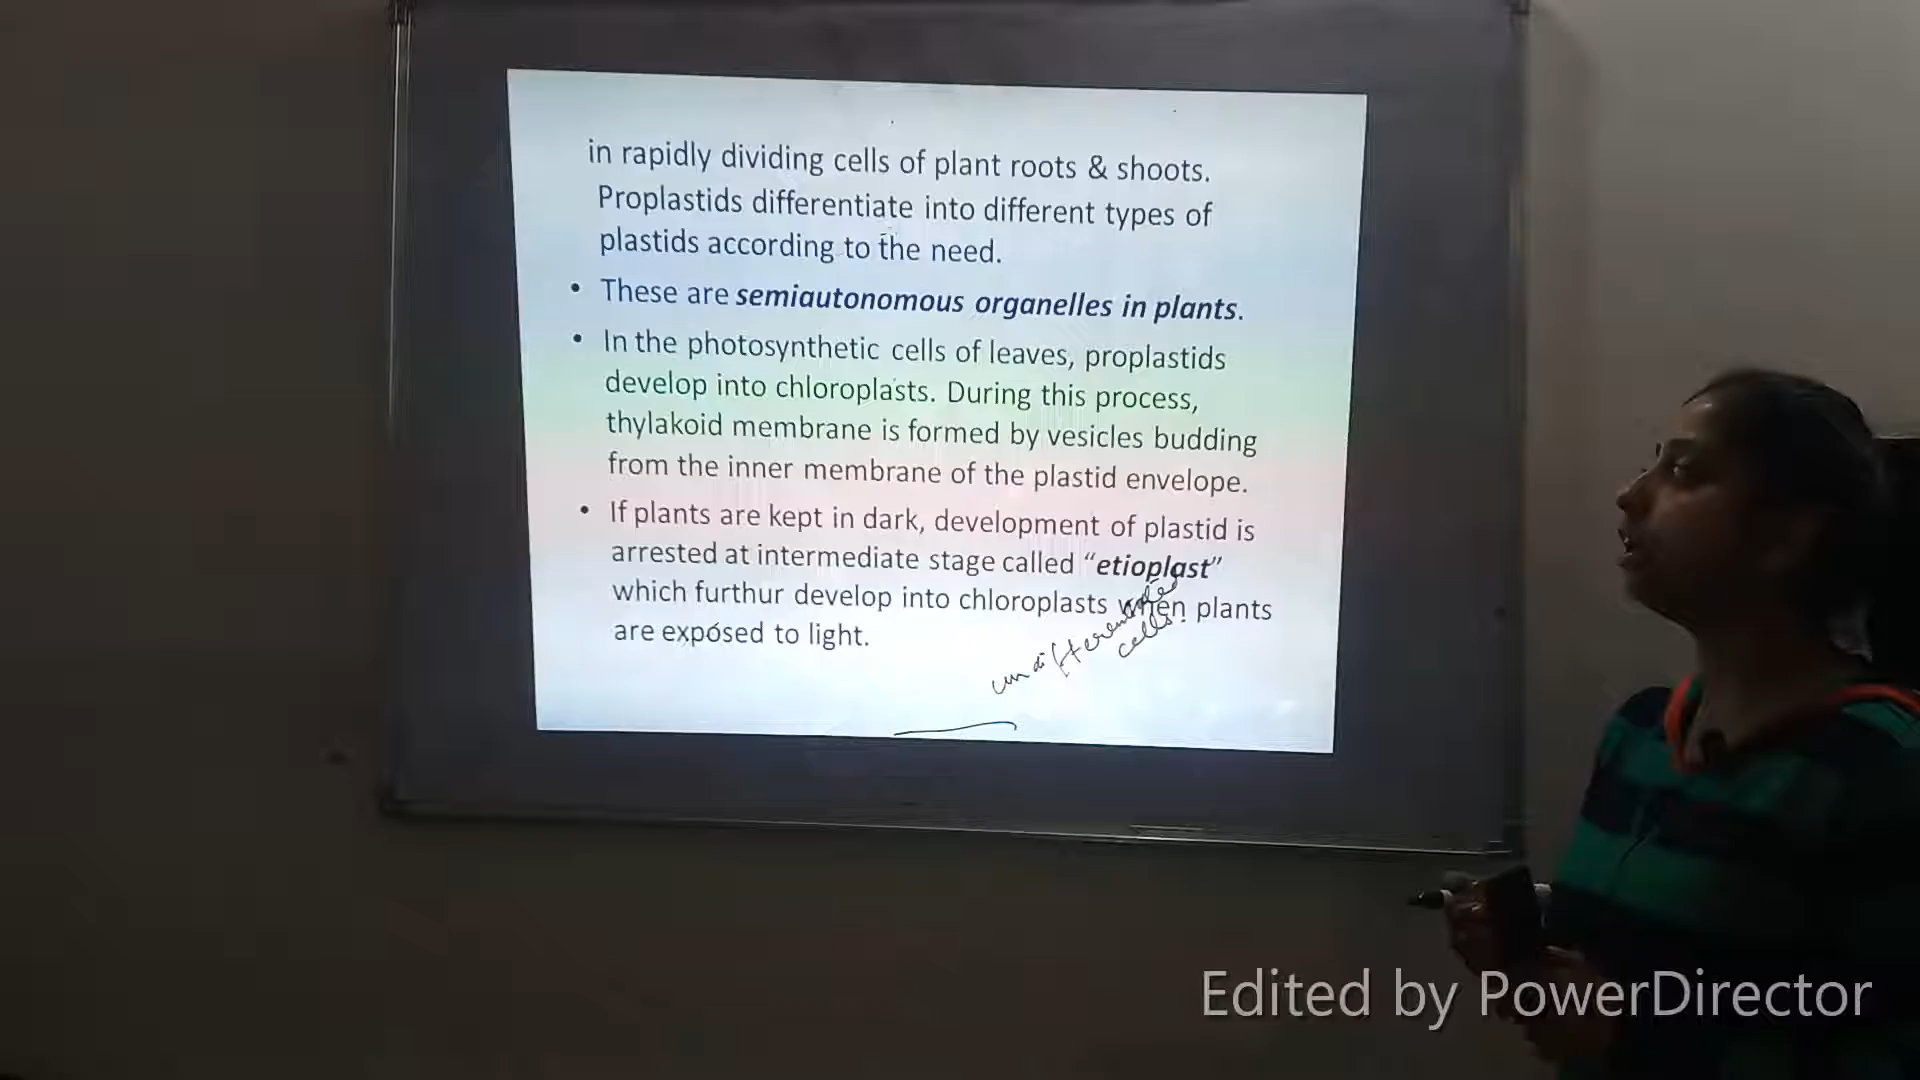 in rapidly dividing cells of plant roots & shoots.
Proplastids differentiate into different types of
plastids according to the need.
• These are semiautonomous organelles in plants.
• In the photosynthetic cells of leaves, proplastids
develop into chloroplasts. During this process,
thylakoid membrane is formed by vesicles budding
from the inner membrane of the plastid envelope.
• If plants are kept in dark, development of plastid is
arrested at intermediate stage called “etioplast”
which furthur develop into chloroplasts when plants
are exposed to light.
undifferentiated
cells.
Edited by PowerDirector